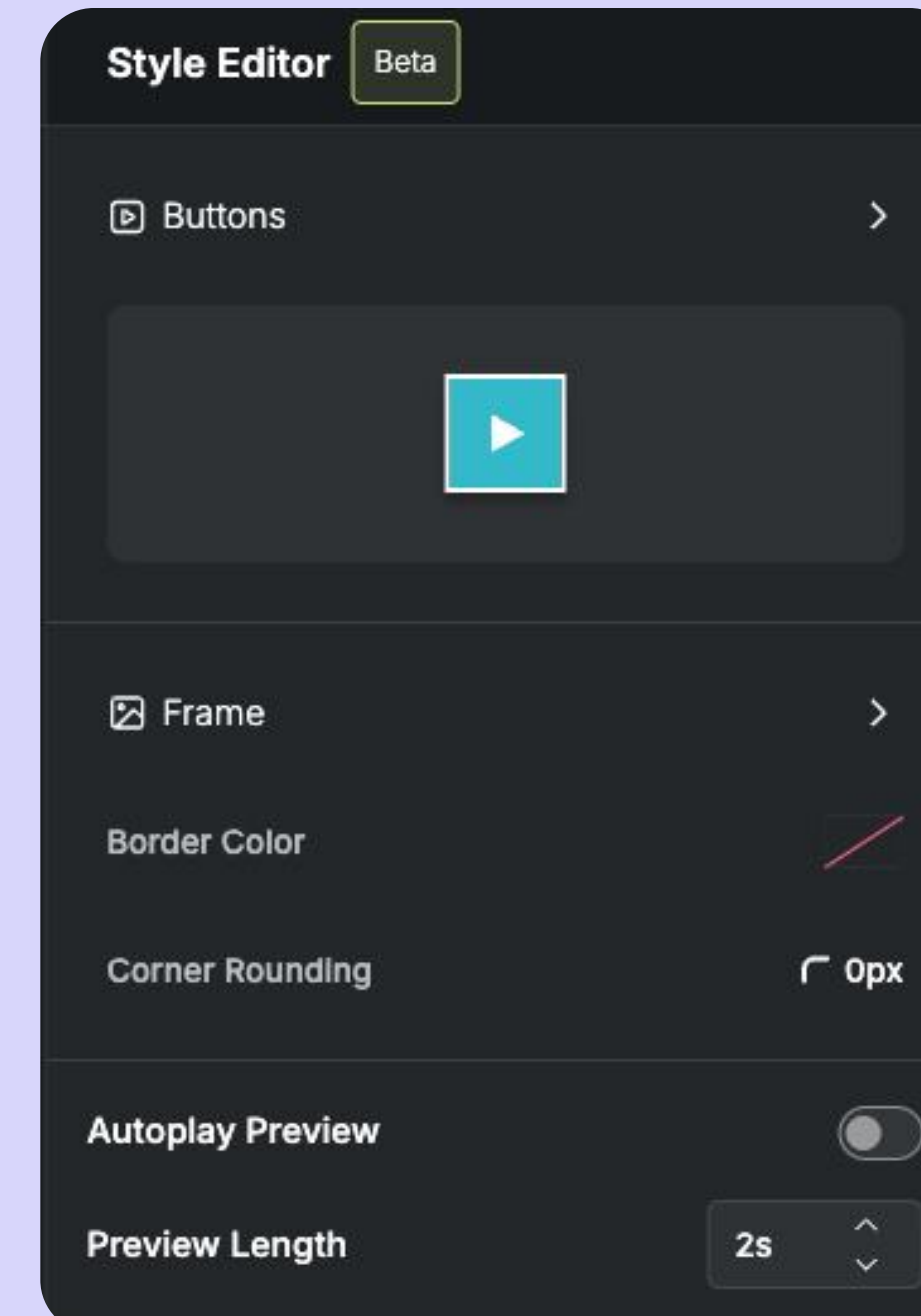 Style Editor Beta
Buttons
Frame
Border Color
Corner Rounding 0px
Autoplay Preview
Preview Length 2s